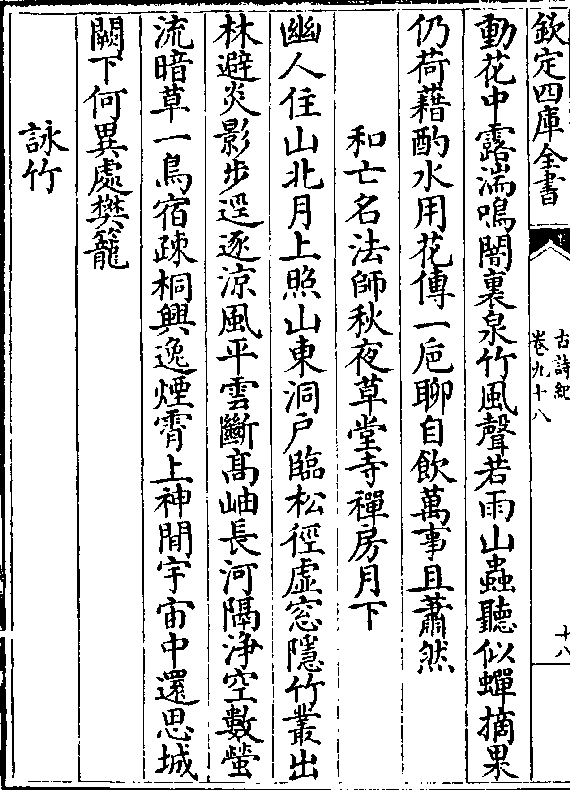 欽定四庫全書
古詩紀
卷九十八
十八
動花中露湍鳴闇裏泉竹風聲若雨山蟲聽似蟬摘果
仍荷藉酌水用花傳一巵聊自飲萬事且蕭然
和亡名法師秋夜草堂寺禪房月下
幽人住山北月上照山東洞户臨松徑虚窓隱竹叢出
林避炎影步逕逐涼風平雲斷髙岫長河隔浄空數螢
流暗草一鳥宿疎桐興逸煙霄上神閒宇宙中還思城
闕下何異處樊籠
詠竹